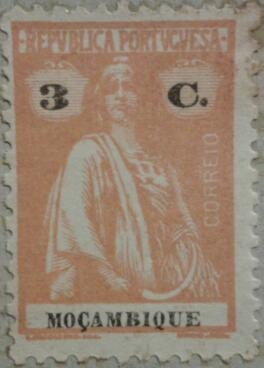 REPUBLICA PORTUGUESA
3 C.
CORREIO
MOÇAMBIQUE